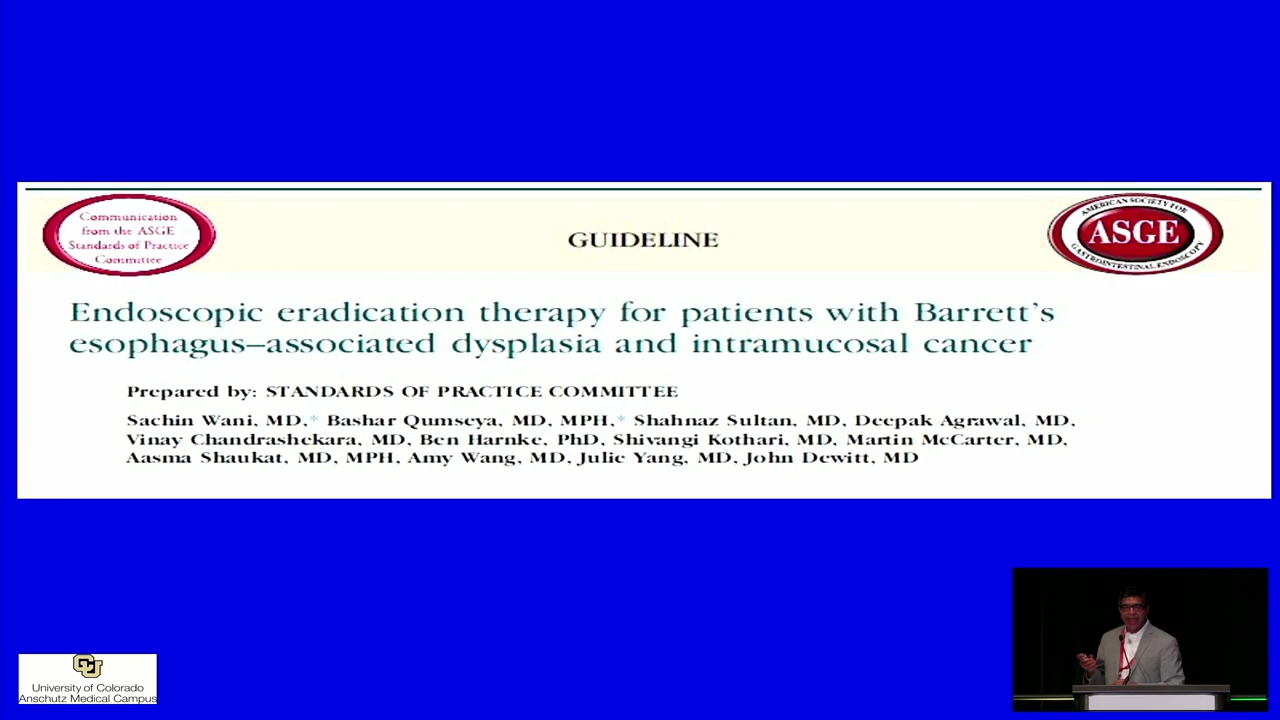 Communication
from the ASGE
Standards of Practice
Committee
GUIDELINE
AMERICAN SOCIETY FOR
ASGE
GASTROINTESTINAL ENDOSCOPY
Endoscopic eradication therapy for patients with Barrett's
esophagus–associated dysplasia and intramucosal cancer
Prepared by: STANDARDS OF PRACTICE COMMITTEE
Sachin Wani, MD,* Bashar Qumseya, MD, MPH,* Shahnaz Sultan, MD, Deepak Agrawal, MD,
Vinay Chandrashekara, MD, Ben Harnke, PhD, Shivangi Kothari, MD, Martin McCarter, MD,
Aasma Shaukat, MD, MPH, Amy Wang, MD, Julie Yang, MD, John Dewitt, MD
CU
University of Colorado
Anschutz Medical Campus